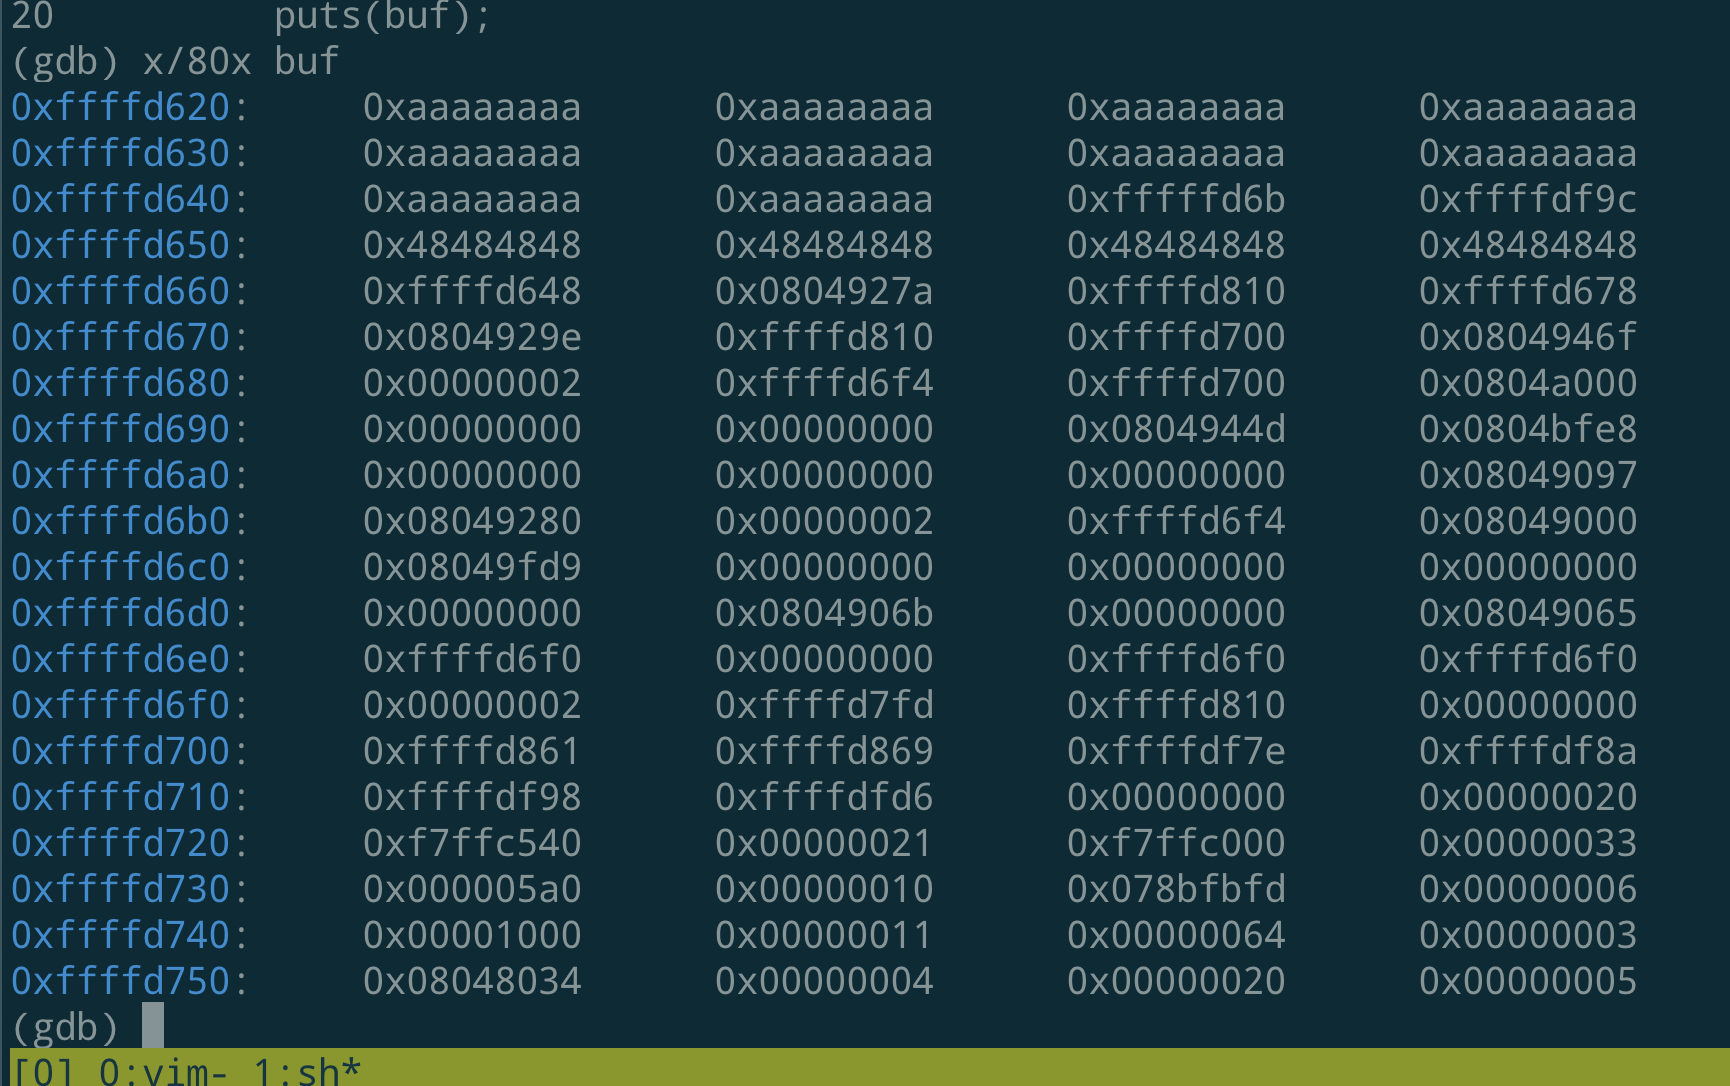 20          puts(buf);
(gdb) x/80x buf
0xffffd620:     0xaaaaaaaa      0xaaaaaaaa      0xaaaaaaaa      0xaaaaaaaa
0xffffd630:     0xaaaaaaaa      0xaaaaaaaa      0xaaaaaaaa      0xaaaaaaaa
0xffffd640:     0xaaaaaaaa      0xaaaaaaaa      0xfffffd6b      0xffffdf9c
0xffffd650:     0x48484848      0x48484848      0x48484848      0x48484848
0xffffd660:     0xffffd648      0x0804927a      0xffffd810      0xffffd678
0xffffd670:     0x0804929e      0xffffd810      0xffffd700      0x0804946f
0xffffd680:     0x00000002      0xffffd6f4      0xffffd700      0x0804a000
0xffffd690:     0x00000000      0x00000000      0x0804944d      0x0804bfe8
0xffffd6a0:     0x00000000      0x00000000      0x00000000      0x08049097
0xffffd6b0:     0x08049280      0x00000002      0xffffd6f4      0x08049000
0xffffd6c0:     0x08049fd9      0x00000000      0x00000000      0x00000000
0xffffd6d0:     0x00000000      0x0804906b      0x00000000      0x08049065
0xffffd6e0:     0xffffd6f0      0x00000000      0xffffd6f0      0xffffd6f0
0xffffd6f0:     0x00000002      0xffffd7fd      0xffffd810      0x00000000
0xffffd700:     0xffffd861      0xffffd869      0xffffdf7e      0xffffdf8a
0xffffd710:     0xffffdf98      0xffffdfd6      0x00000000      0x00000020
0xffffd720:     0xf7ffc540      0x00000021      0xf7ffc000      0x00000033
0xffffd730:     0x000005a0      0x00000010      0x078bfbfd      0x00000006
0xffffd740:     0x00001000      0x00000011      0x00000064      0x00000003
0xffffd750:     0x08048034      0x00000004      0x00000020      0x00000005
(gdb)
[0] 0:vim- 1:sh*